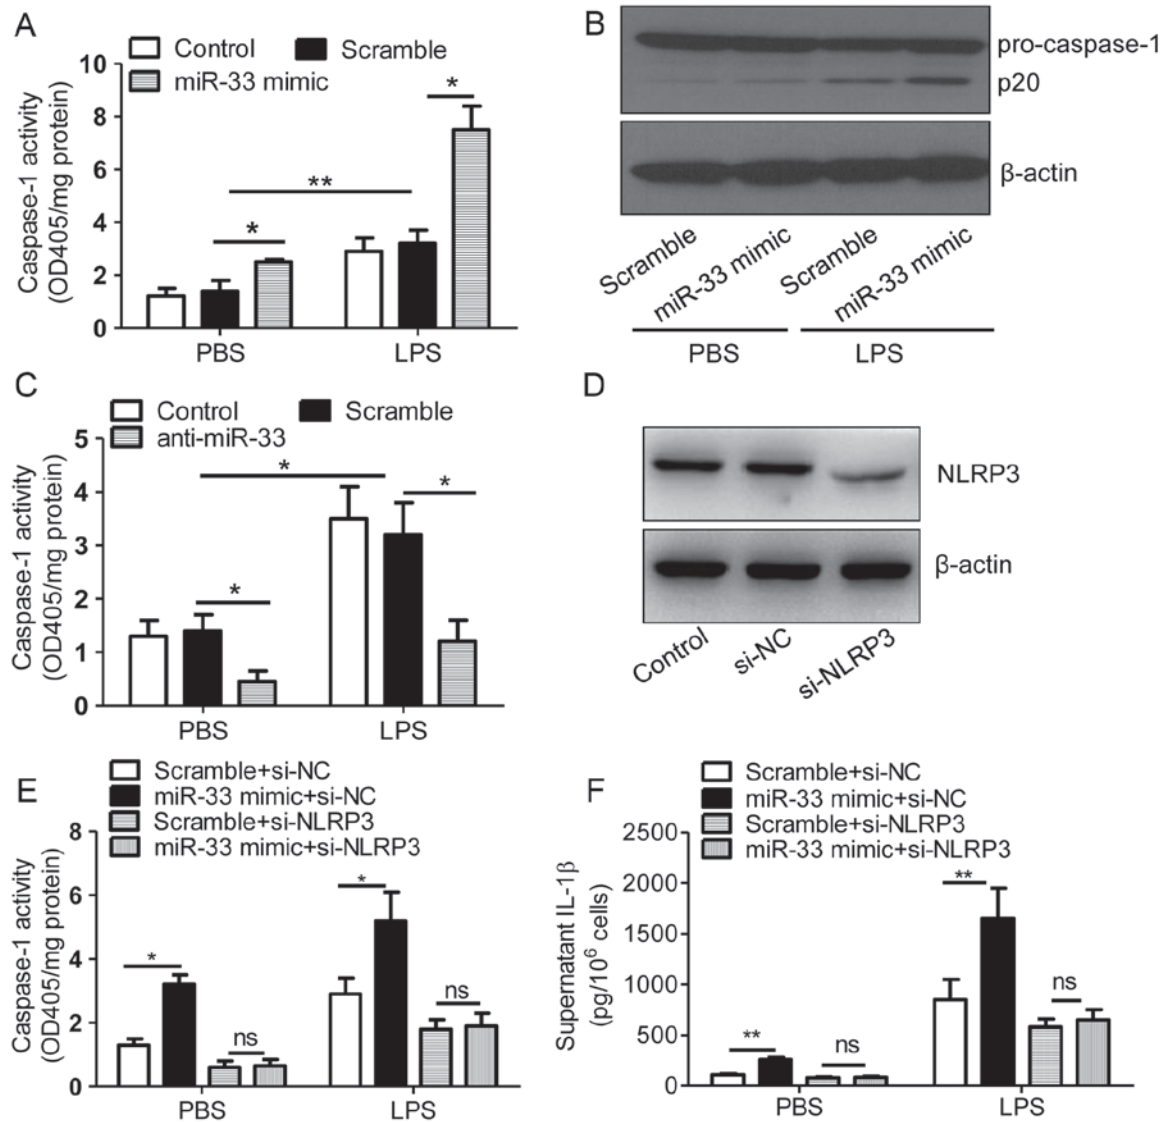 A
Control
Scramble
miR-33 mimic
Caspase-1 activity
(OD405/mg protein)
10
8
6
4
2
0
*
**
*
PBS
LPS
B
pro-caspase-1
p20
β-actin
Scramble
miR-33 mimic
Scramble
miR-33 mimic
PBS
LPS
C
Control
Scramble
anti-miR-33
Caspase-1 activity
(OD405/mg protein)
5
4
3
2
1
0
*
*
*
PBS
LPS
D
NLRP3
β-actin
Control
si-NC
si-NLRP3
E
Scramble+si-NC
miR-33 mimic+si-NC
Scramble+si-NLRP3
miR-33 mimic+si-NLRP3
Caspase-1 activity
(OD405/mg protein)
8
6
4
2
0
*
ns
*
ns
PBS
LPS
F
Scramble+si-NC
miR-33 mimic+si-NC
Scramble+si-NLRP3
miR-33 mimic+si-NLRP3
Supernatant IL-1β
(pg/10⁶ cells)
2500
2000
1500
1000
500
0
**
ns
**
ns
PBS
LPS